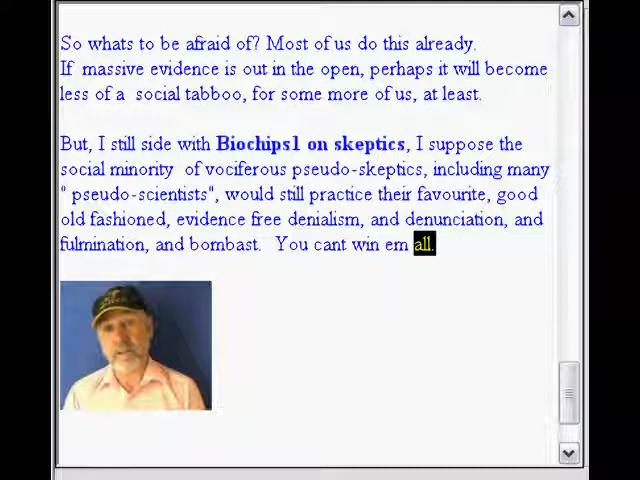 So whats to be afraid of? Most of us do this already.
If massive evidence is out in the open, perhaps it will become
less of a social tabboo, for some more of us, at least.
But, I still side with Biochips1 on skeptics, I suppose the
social minority of vociferous pseudo-skeptics, including many
" pseudo-scientists", would still practice their favourite, good
old fashioned, evidence free denialism, and denunciation, and
fulmination, and bombast. You cant win em all.